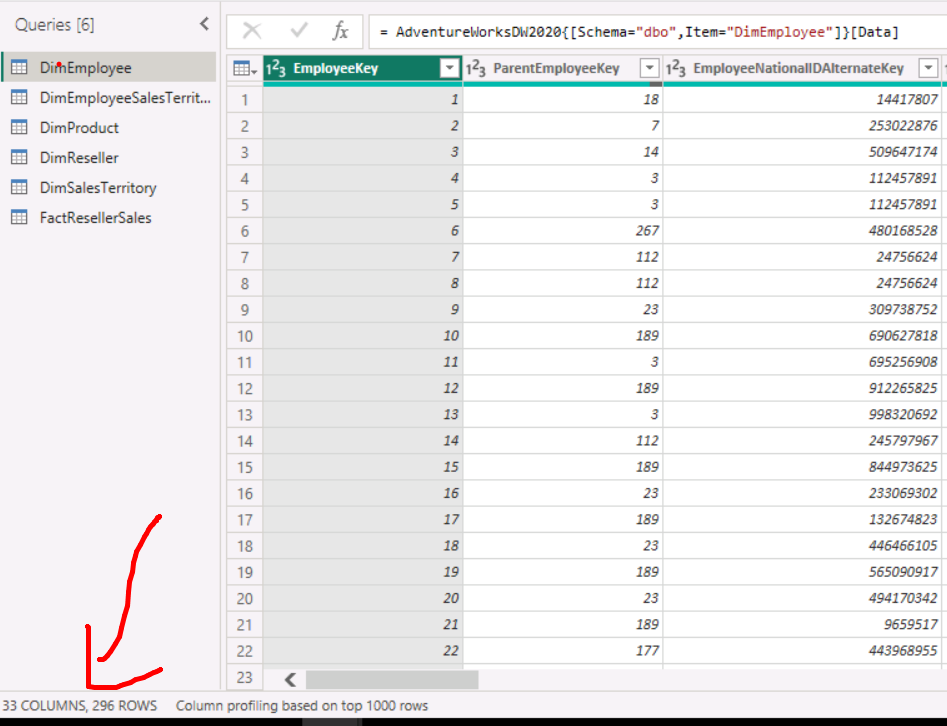 Queries [6]
= AdventureWorksDW2020{[Schema="dbo",Item="DimEmployee"]}[Data]
DimEmployee
DimEmployeeSalesTerrit...
DimProduct
DimReseller
DimSalesTerritory
FactResellerSales
EmployeeKey ParentEmployeeKey EmployeeNationalIDAlternateKey
1 1 18 14417807
2 2 7 253022876
3 3 14 509647174
4 4 3 112457891
5 5 3 112457891
6 6 267 480168528
7 7 112 24756624
8 8 112 24756624
9 9 23 309738752
10 10 189 690627818
11 11 3 695256908
12 12 189 912265825
13 13 3 998320692
14 14 112 245797967
15 15 189 844973625
16 16 23 233069302
17 17 189 132674823
18 18 23 446466105
19 19 189 565090917
20 20 23 494170342
21 21 189 9659517
22 22 177 443968955
23
33 COLUMNS, 296 ROWS Column profiling based on top 1000 rows